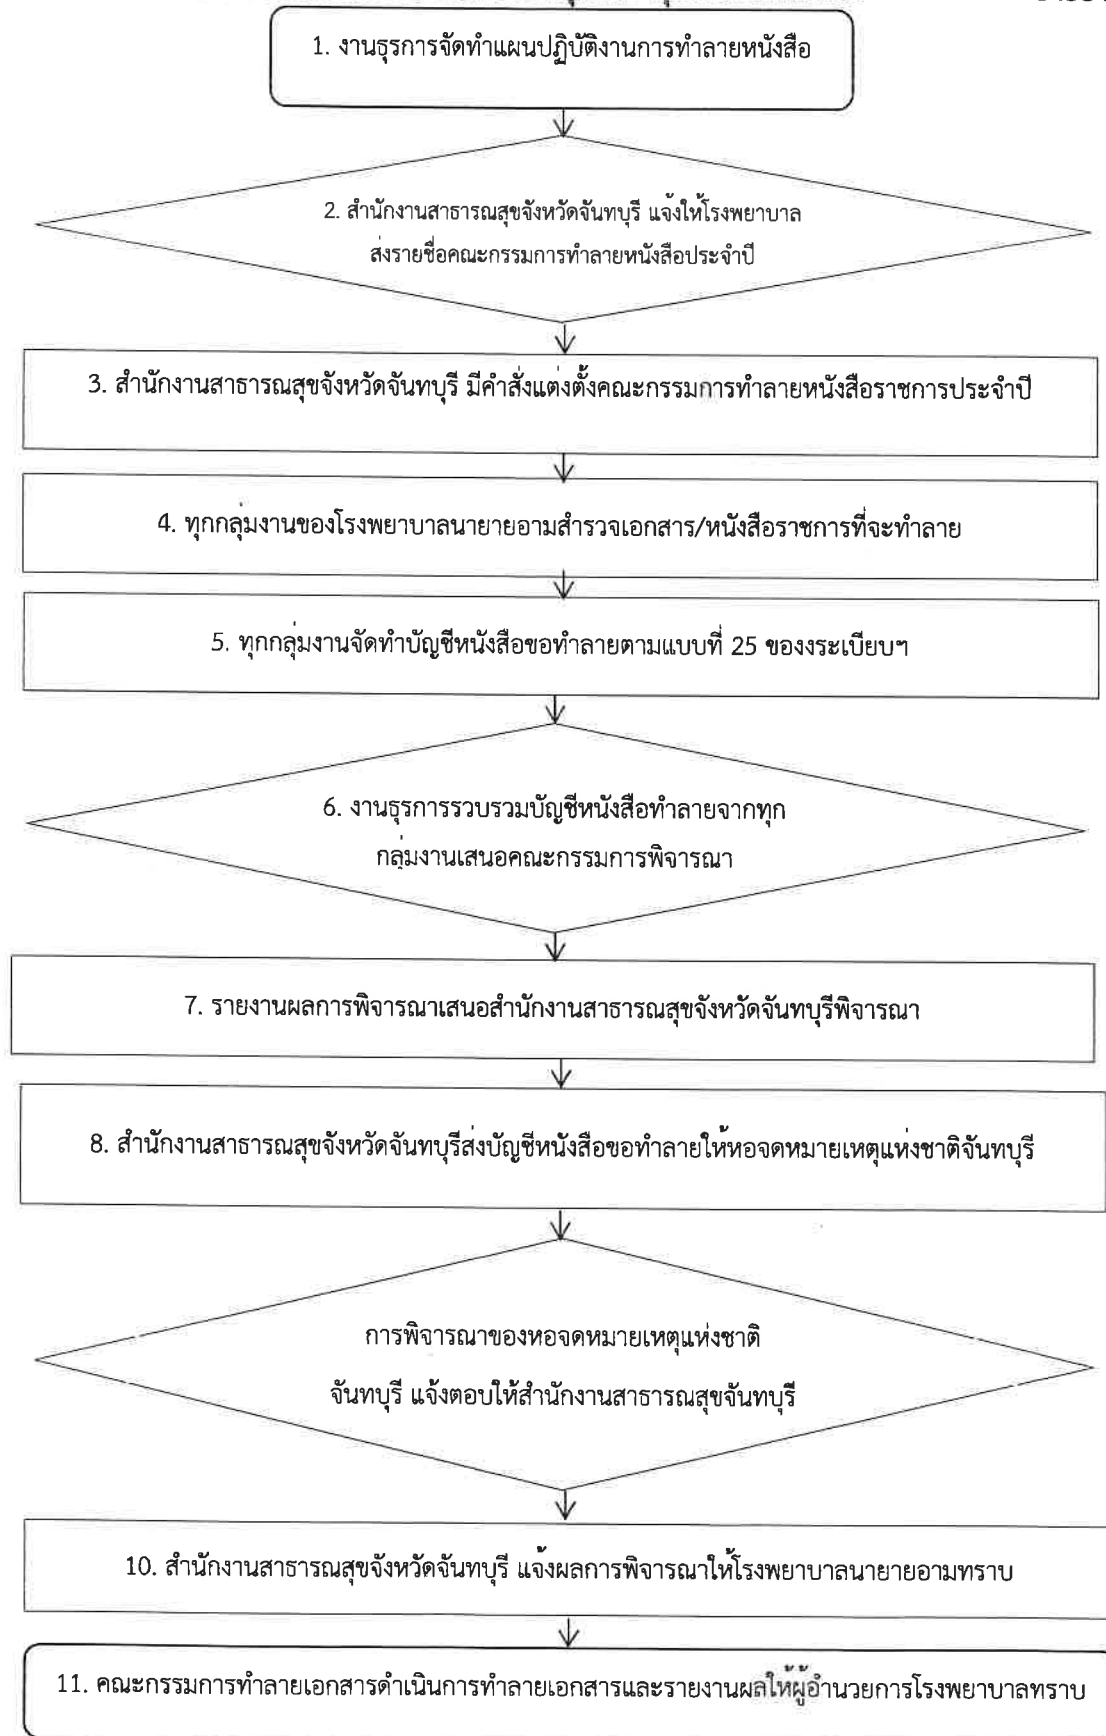 1. งานธุรการจัดทำแผนปฏิบัติงานการทำลายหนังสือ
2. สำนักงานสาธารณสุขจังหวัดจันทบุรี แจ้งให้โรงพยาบาล
ส่งรายชื่อคณะกรรมการทำลายหนังสือประจำปี
3. สำนักงานสาธารณสุขจังหวัดจันทบุรี มีคำสั่งแต่งตั้งคณะกรรมการทำลายหนังสือราชการประจำปี
4. ทุกกลุ่มงานของโรงพยาบาลนายายอามสำรวจเอกสาร/หนังสือราชการที่จะทำลาย
5. ทุกกลุ่มงานจัดทำบัญชีหนังสือขอทำลายตามแบบที่ 25 ของงระเบียบฯ
6. งานธุรการรวบรวมบัญชีหนังสือทำลายจากทุก
กลุ่มงานเสนอคณะกรรมการพิจารณา
7. รายงานผลการพิจารณาเสนอสำนักงานสาธารณสุขจังหวัดจันทบุรีพิจารณา
8. สำนักงานสาธารณสุขจังหวัดจันทบุรีส่งบัญชีหนังสือขอทำลายให้หอจดหมายเหตุแห่งชาติจันทบุรี
การพิจารณาของหอจดหมายเหตุแห่งชาติ
จันทบุรี แจ้งตอบให้สำนักงานสาธารณสุขจันทบุรี
10. สำนักงานสาธารณสุขจังหวัดจันทบุรี แจ้งผลการพิจารณาให้โรงพยาบาลนายายอามทราบ
11. คณะกรรมการทำลายเอกสารดำเนินการทำลายเอกสารและรายงานผลให้ผู้อำนวยการโรงพยาบาลทราบ